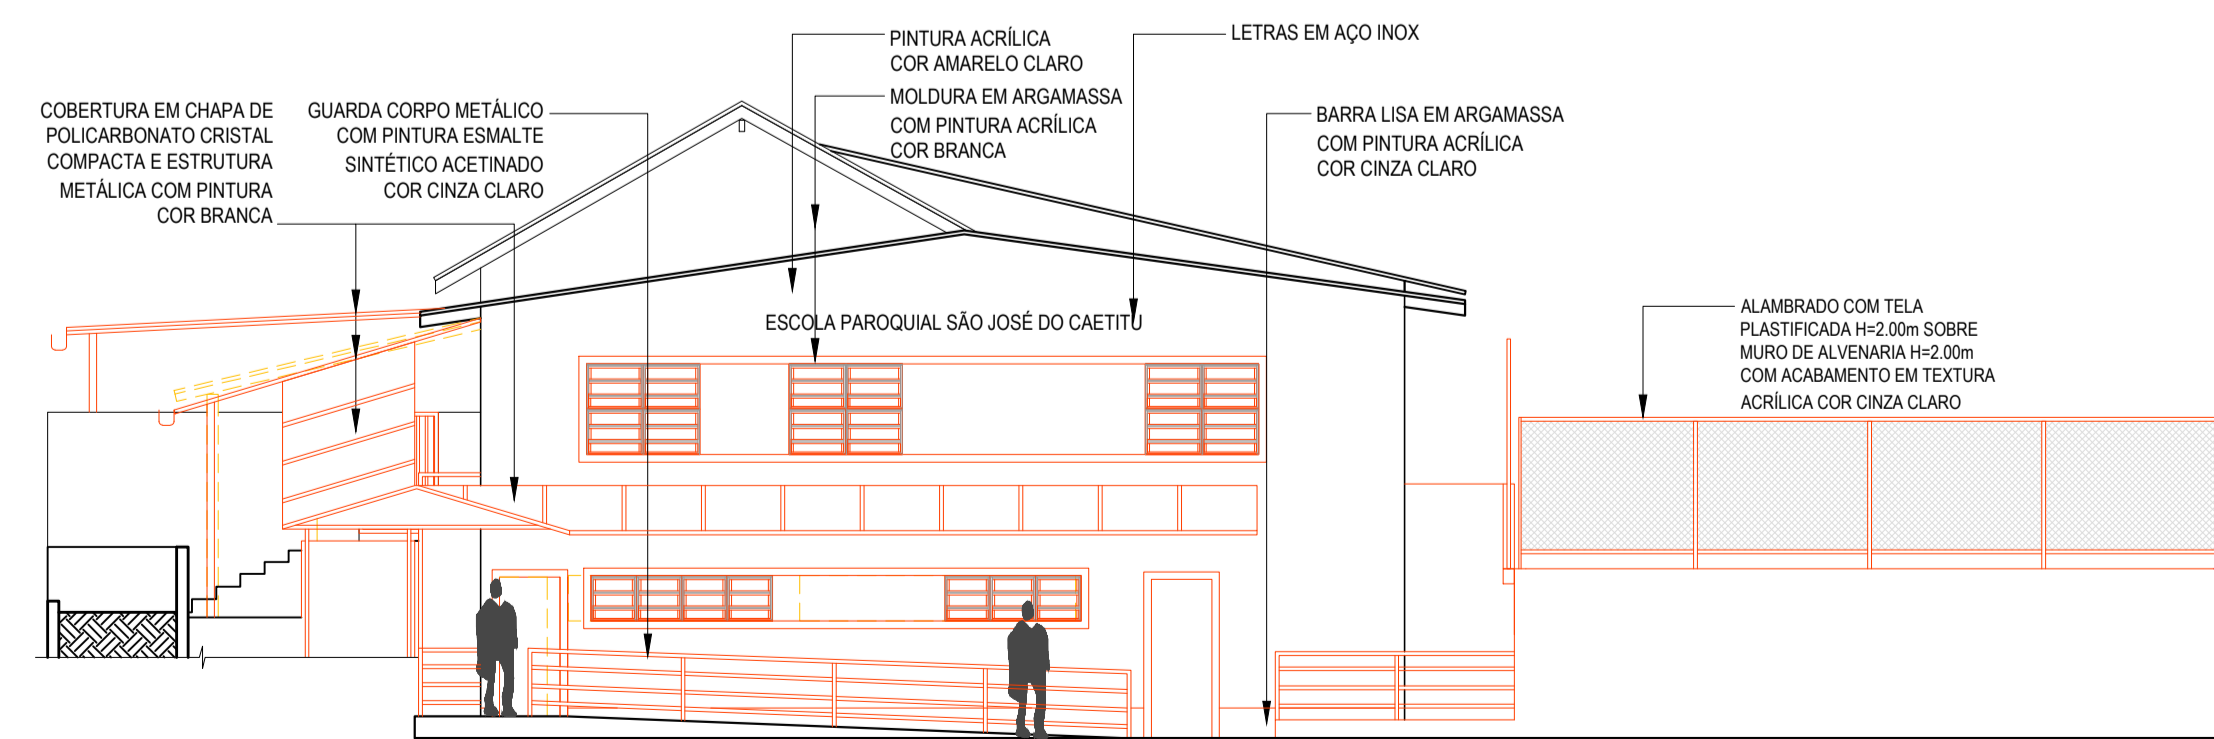 COBERTURA EM CHAPA DE
POLICARBONATO CRISTAL
COMPACTA E ESTRUTURA
METÁLICA COM PINTURA
COR BRANCA
GUARDA CORPO METÁLICO
COM PINTURA ESMALTE
SINTÉTICO ACETINADO
COR CINZA CLARO
PINTURA ACRÍLICA
COR AMARELO CLARO
MOLDURA EM ARGAMASSA
COM PINTURA ACRÍLICA
COR BRANCA
LETRAS EM AÇO INOX
BARRA LISA EM ARGAMASSA
COM PINTURA ACRÍLICA
COR CINZA CLARO
ESCOLA PAROQUIAL SÃO JOSÉ DO CAETITU
ALAMBRADO COM TELA
PLASTIFICADA H=2.00m SOBRE
MURO DE ALVENARIA H=2.00m
COM ACABAMENTO EM TEXTURA
ACRÍLICA COR CINZA CLARO